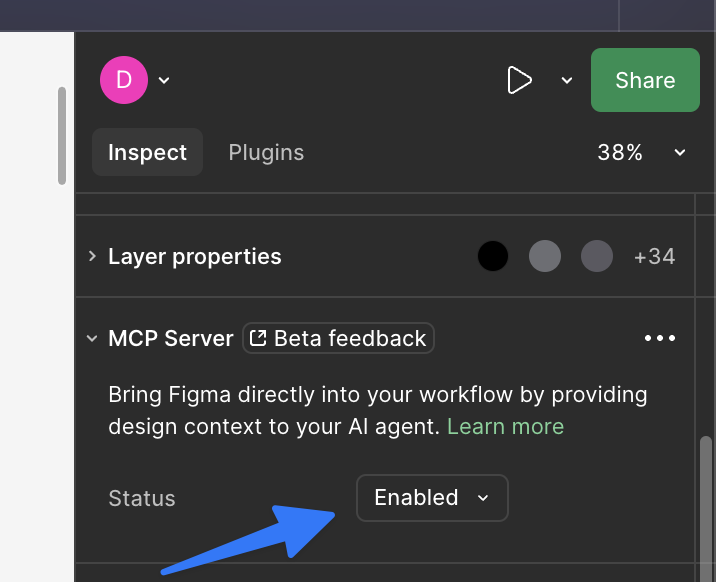 D
Share
Inspect
Plugins
38%
Layer properties
+34
MCP Server
Beta feedback
Bring Figma directly into your workflow by providing
design context to your AI agent. Learn more
Status
Enabled